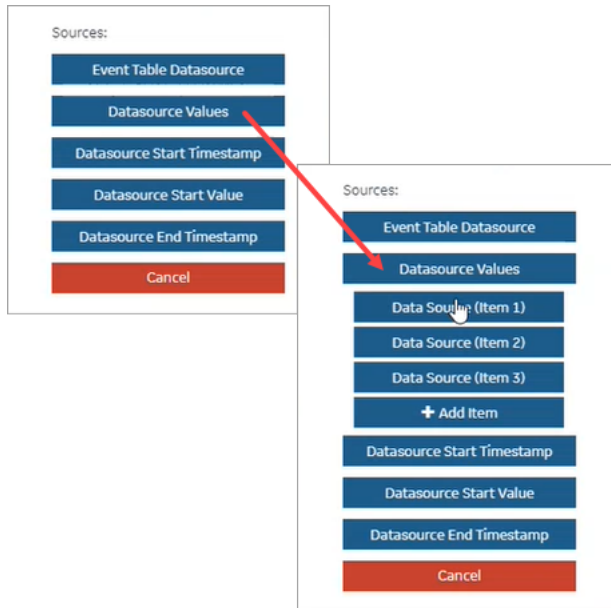 Sources:
Event Table Datasource
Datasource Values
Datasource Start Timestamp
Datasource Start Value
Datasource End Timestamp
Cancel
Sources:
Event Table Datasource
Datasource Values
Data Source (Item 1)
Data Source (Item 2)
Data Source (Item 3)
+ Add Item
Datasource Start Timestamp
Datasource Start Value
Datasource End Timestamp
Cancel